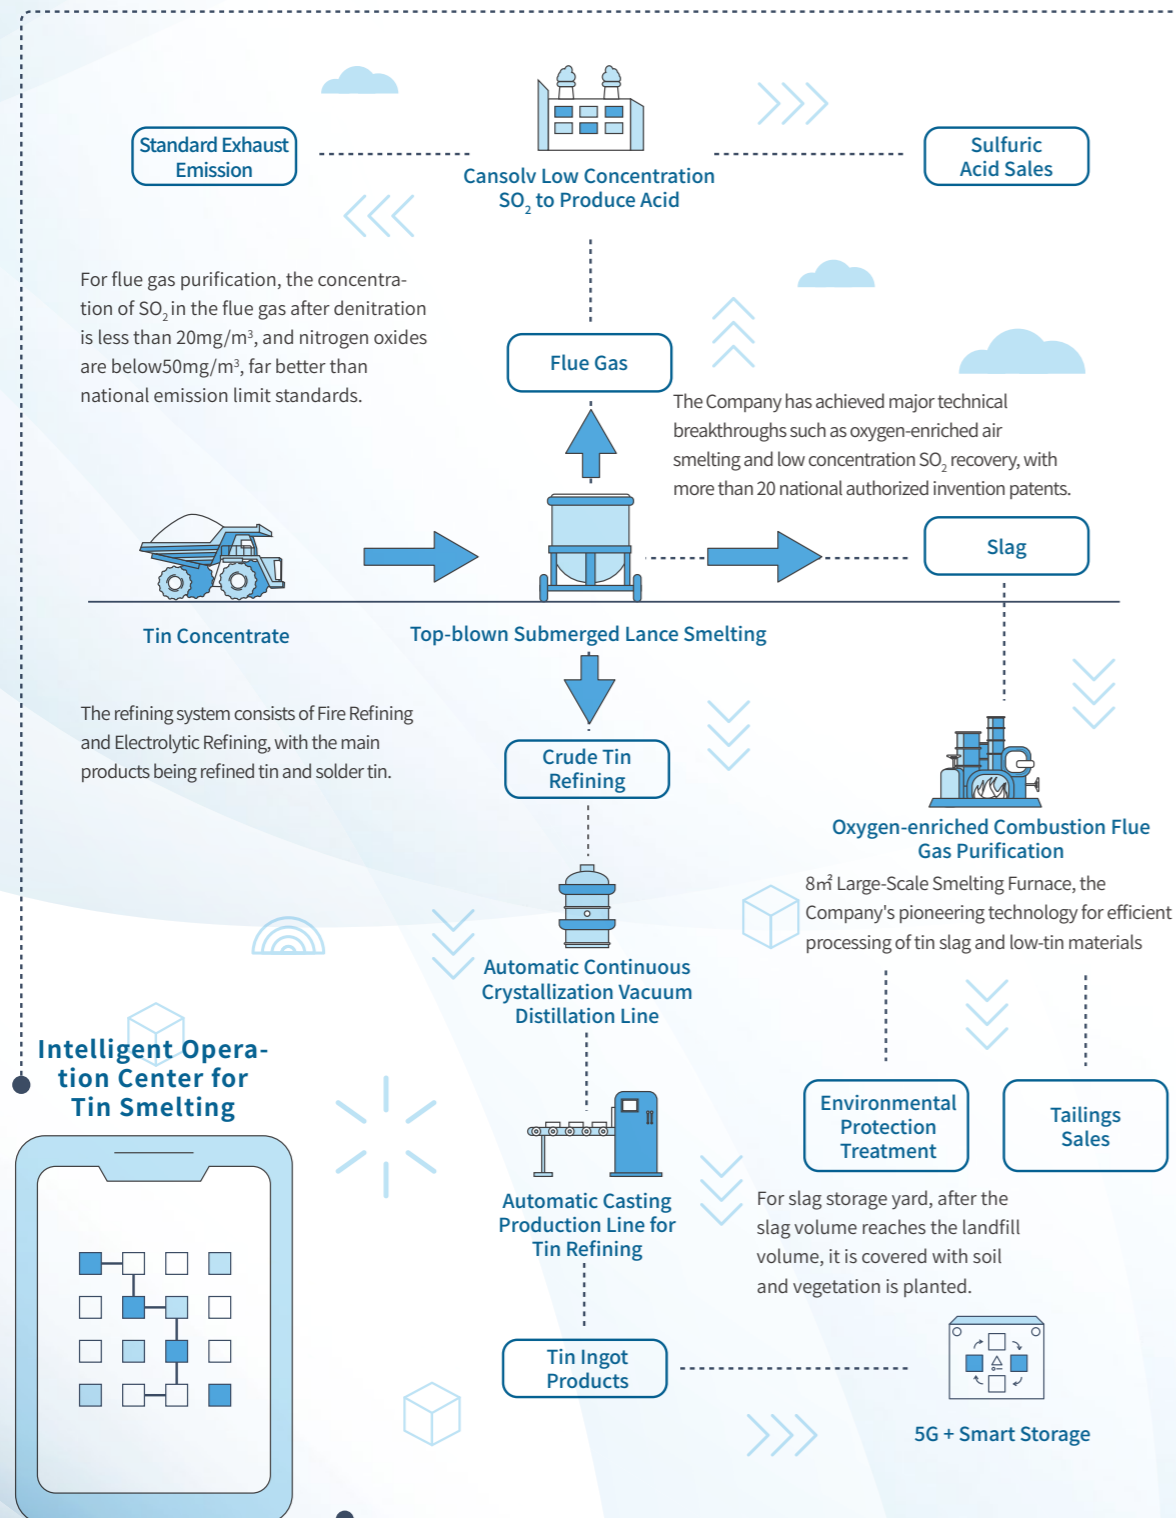 Standard Exhaust
Emission
Cansolv Low Concentration
SO₂ to Produce Acid
Sulfuric
Acid Sales
For flue gas purification, the concentra-
tion of SO₂ in the flue gas after denitration
is less than 20mg/m³, and nitrogen oxides
are below50mg/m³, far better than
national emission limit standards.
Flue Gas
The Company has achieved major technical
breakthroughs such as oxygen-enriched air
smelting and low concentration SO₂ recovery, with
more than 20 national authorized invention patents.
Slag
Tin Concentrate
Top-blown Submerged Lance Smelting
The refining system consists of Fire Refining
and Electrolytic Refining, with the main
products being refined tin and solder tin.
Crude Tin
Refining
Oxygen-enriched Combustion Flue
Gas Purification
8㎡ Large-Scale Smelting Furnace, the
Company's pioneering technology for efficient
processing of tin slag and low-tin materials
Automatic Continuous
Crystallization Vacuum
Distillation Line
Intelligent Opera-
tion Center for
Tin Smelting
Environmental
Protection
Treatment
Tailings
Sales
Automatic Casting
Production Line for
Tin Refining
For slag storage yard, after the
slag volume reaches the landfill
volume, it is covered with soil
and vegetation is planted.
Tin Ingot
Products
5G + Smart Storage